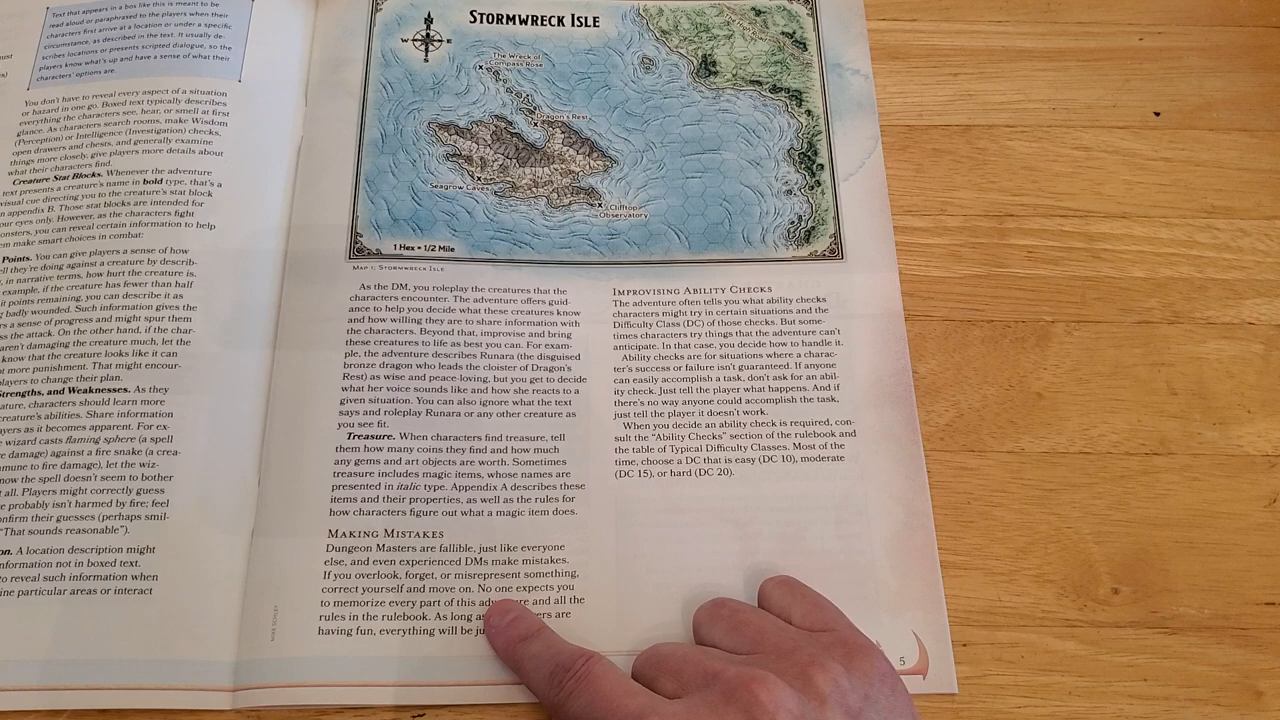 Text that appears in a box like this is meant to be
read aloud or paraphrased to the players when their
characters first arrive at a location or under a specific
circumstance, as described in the text. It usually de-
scribes locations or presents scripted dialogue, so the
players know what's up and have a sense of what their
characters' options are.
You don't have to reveal every aspect of a situation
or hazard in one go. Boxed text typically describes
everything the characters see, hear, or smell at first
glance. As characters search rooms, make Wisdom
(Perception) or Intelligence (Investigation) checks,
open drawers and chests, and generally examine
things more closely, give players more details about
what their characters find.
Creature Stat Blocks. Whenever the adventure
text presents a creature's name in bold type, that's a
visual cue directing you to the creature's stat block
n appendix B. Those stat blocks are intended for
our eyes only. However, as the characters fight
onsters, you can reveal certain information to help
em make smart choices in combat:
Points. You can give players a sense of how
ell they're doing against a creature by describ-
, in narrative terms, how hurt the creature is.
example, if the creature has fewer than half
it points remaining, you can describe it as
g badly wounded. Such information gives the
rs a sense of progress and might spur them
ss the attack. On the other hand, if the char-
aren't damaging the creature much, let the
know that the creature looks like it can
ot more punishment. That might encour-
layers to change their plan.
Strengths, and Weaknesses. As they
ature, characters should learn more
creature's abilities. Share information
ayers as it becomes apparent. For ex-
e wizard casts flaming sphere (a spell
re damage) against a fire snake (a crea-
mune to fire damage), let the wiz-
now the spell doesn't seem to bother
t all. Players might correctly guess
e probably isn't harmed by fire; feel
onfirm their guesses (perhaps smil-
"That sounds reasonable").
on. A location description might
nformation not in boxed text.
to reveal such information when
ine particular areas or interact
STORMWRECK ISLE
N
W E
S
The Wreck of
Compass Rose
Dragon's Rest
Seagrow Caves
Clifftop
Observatory
1 Hex = 1/2 Mile
MAP 1: STORMWRECK ISLE
As the DM, you roleplay the creatures that the
characters encounter. The adventure offers guid-
ance to help you decide what these creatures know
and how willing they are to share information with
the characters. Beyond that, improvise and bring
these creatures to life as best you can. For exam-
ple, the adventure describes Runara (the disguised
bronze dragon who leads the cloister of Dragon's
Rest) as wise and peace-loving, but you get to decide
what her voice sounds like and how she reacts to a
given situation. You can also ignore what the text
says and roleplay Runara or any other creature as
you see fit.
Treasure. When characters find treasure, tell
them how many coins they find and how much
any gems and art objects are worth. Sometimes
treasure includes magic items, whose names are
presented in italic type. Appendix A describes these
items and their properties, as well as the rules for
how characters figure out what a magic item does.
MAKING MISTAKES
Dungeon Masters are fallible, just like everyone
else, and even experienced DMs make mistakes.
If you overlook, forget, or misrepresent something,
correct yourself and move on. No one expects you
to memorize every part of this adventure and all the
rules in the rulebook. As long as ers are
having fun, everything will be ju
IMPROVISING ABILITY CHECKS
The adventure often tells you what ability checks
characters might try in certain situations and the
Difficulty Class (DC) of those checks. But some-
times characters try things that the adventure can't
anticipate. In that case, you decide how to handle it.
Ability checks are for situations where a charac-
ter's success or failure isn't guaranteed. If anyone
can easily accomplish a task, don't ask for an abil-
ity check. Just tell the player what happens. And if
there's no way anyone could accomplish the task,
just tell the player it doesn't work.
When you decide an ability check is required, con-
sult the "Ability Checks" section of the rulebook and
the table of Typical Difficulty Classes. Most of the
time, choose a DC that is easy (DC 10), moderate
(DC 15), or hard (DC 20).
MIKE SCHLEY
5